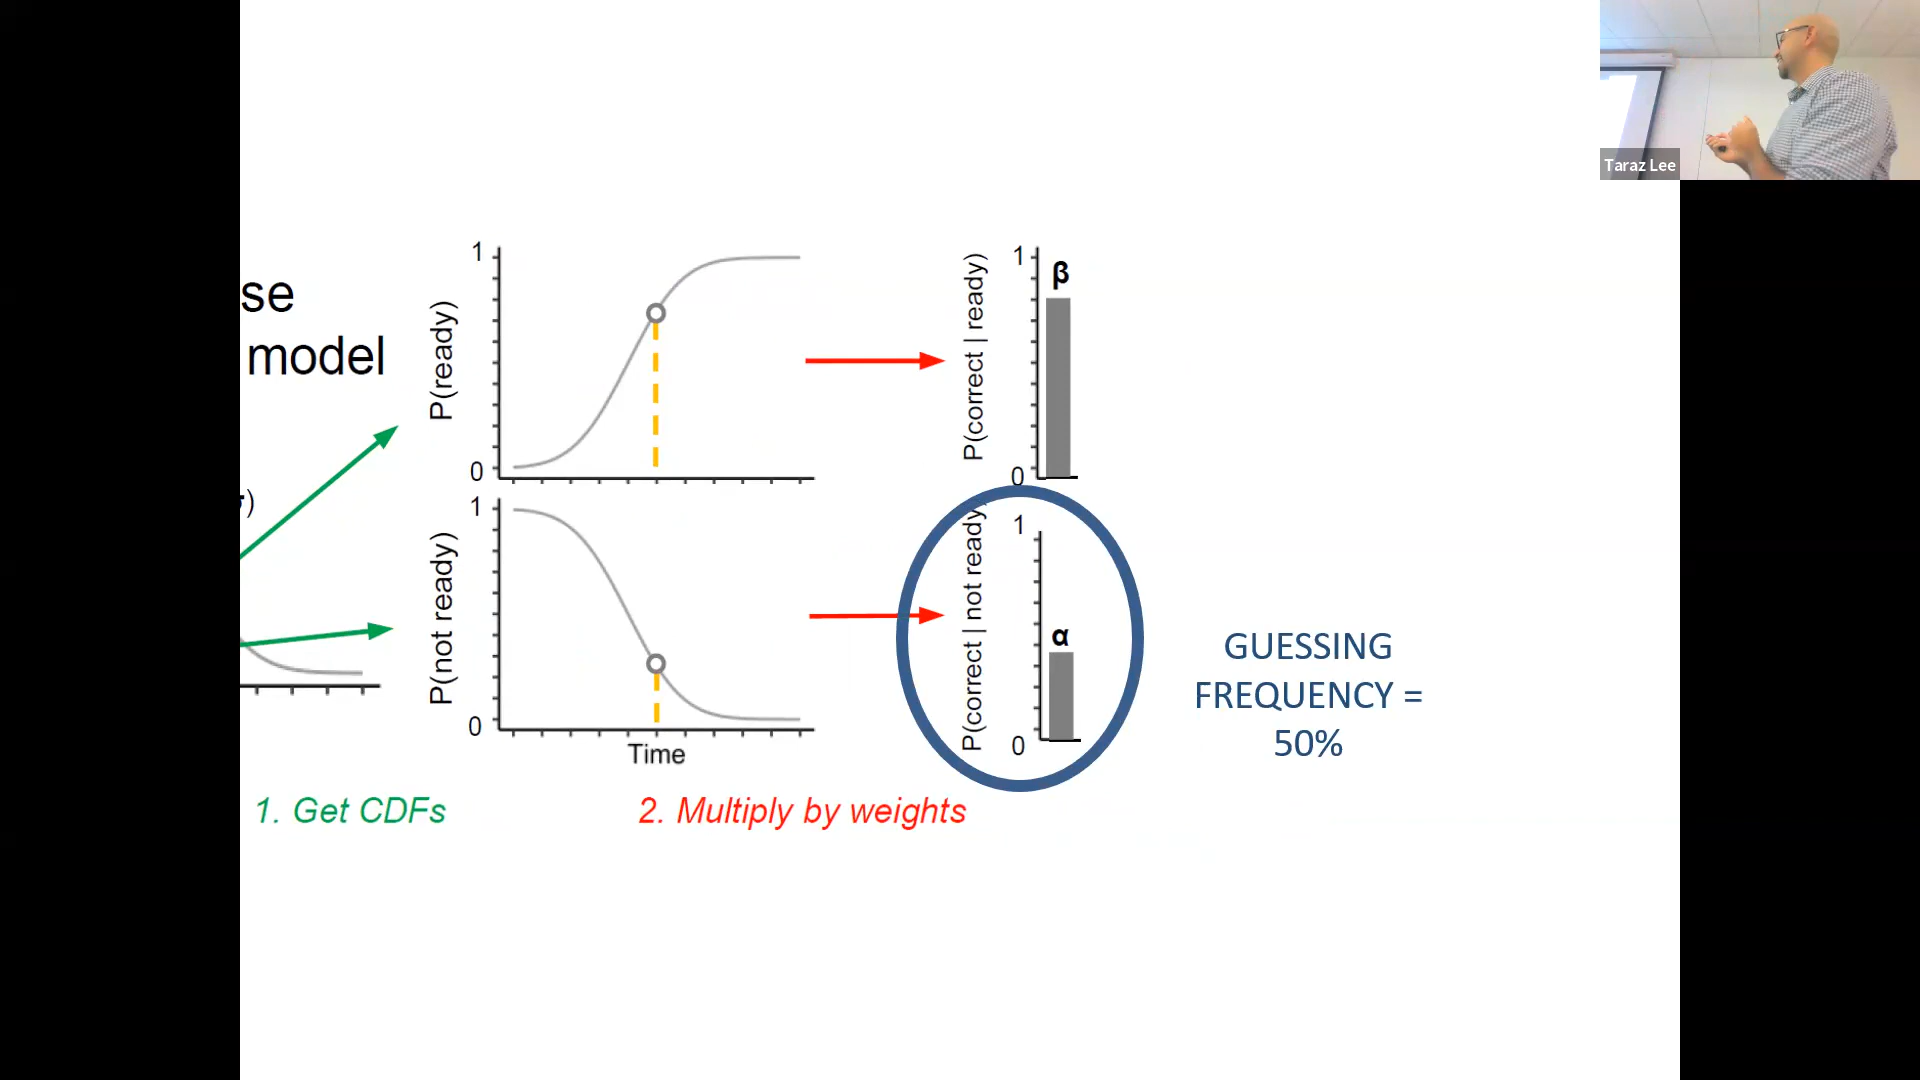 Taraz Lee
se
model
σ)
1
P(ready)
0
1
P(correct | ready)
β
0
1
P(not ready)
0
Time
1
P(correct | not ready)
α
0
GUESSING
FREQUENCY =
50%
1. Get CDFs
2. Multiply by weights